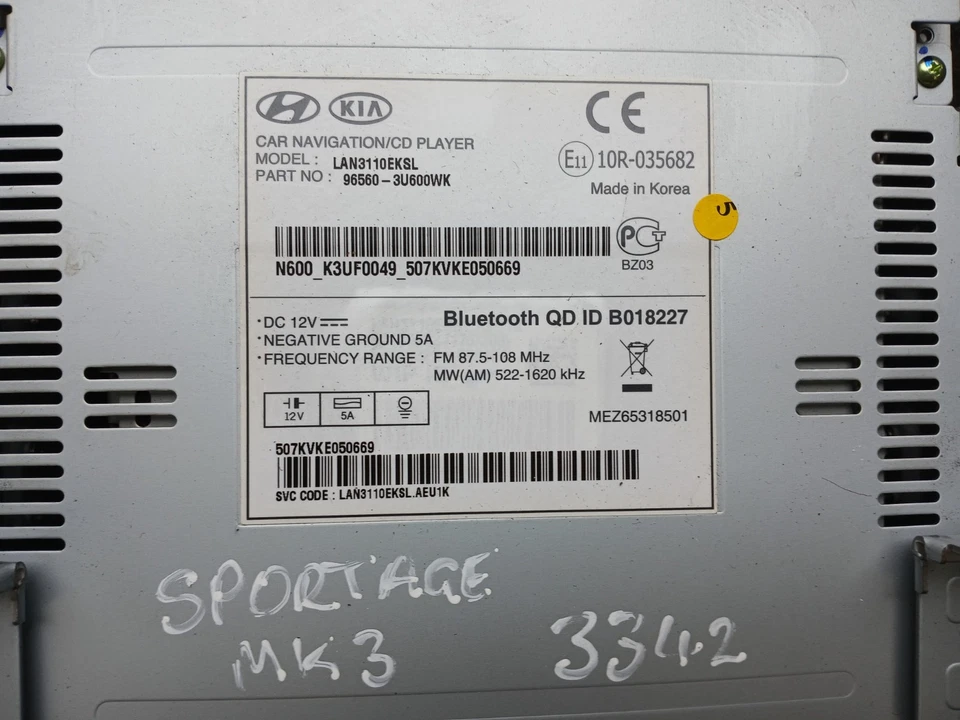 KIA
CE
CAR NAVIGATION/CD PLAYER
MODEL : LAN3110EKSL
PART NO : 96560-3U600WK
E11 10R-035682
Made in Korea
5
N600_K3UF0049_507KVKE050669
PCT
BZ03
•DC 12V
Bluetooth QD ID B018227
•NEGATIVE GROUND 5A
•FREQUENCY RANGE : FM 87.5-108 MHz
MW(AM) 522-1620 kHz
12V 5A
MEZ65318501
507KVKE050669
SVC CODE : LAN3110EKSL.AEU1K
SPORTAGE
MK3 3342